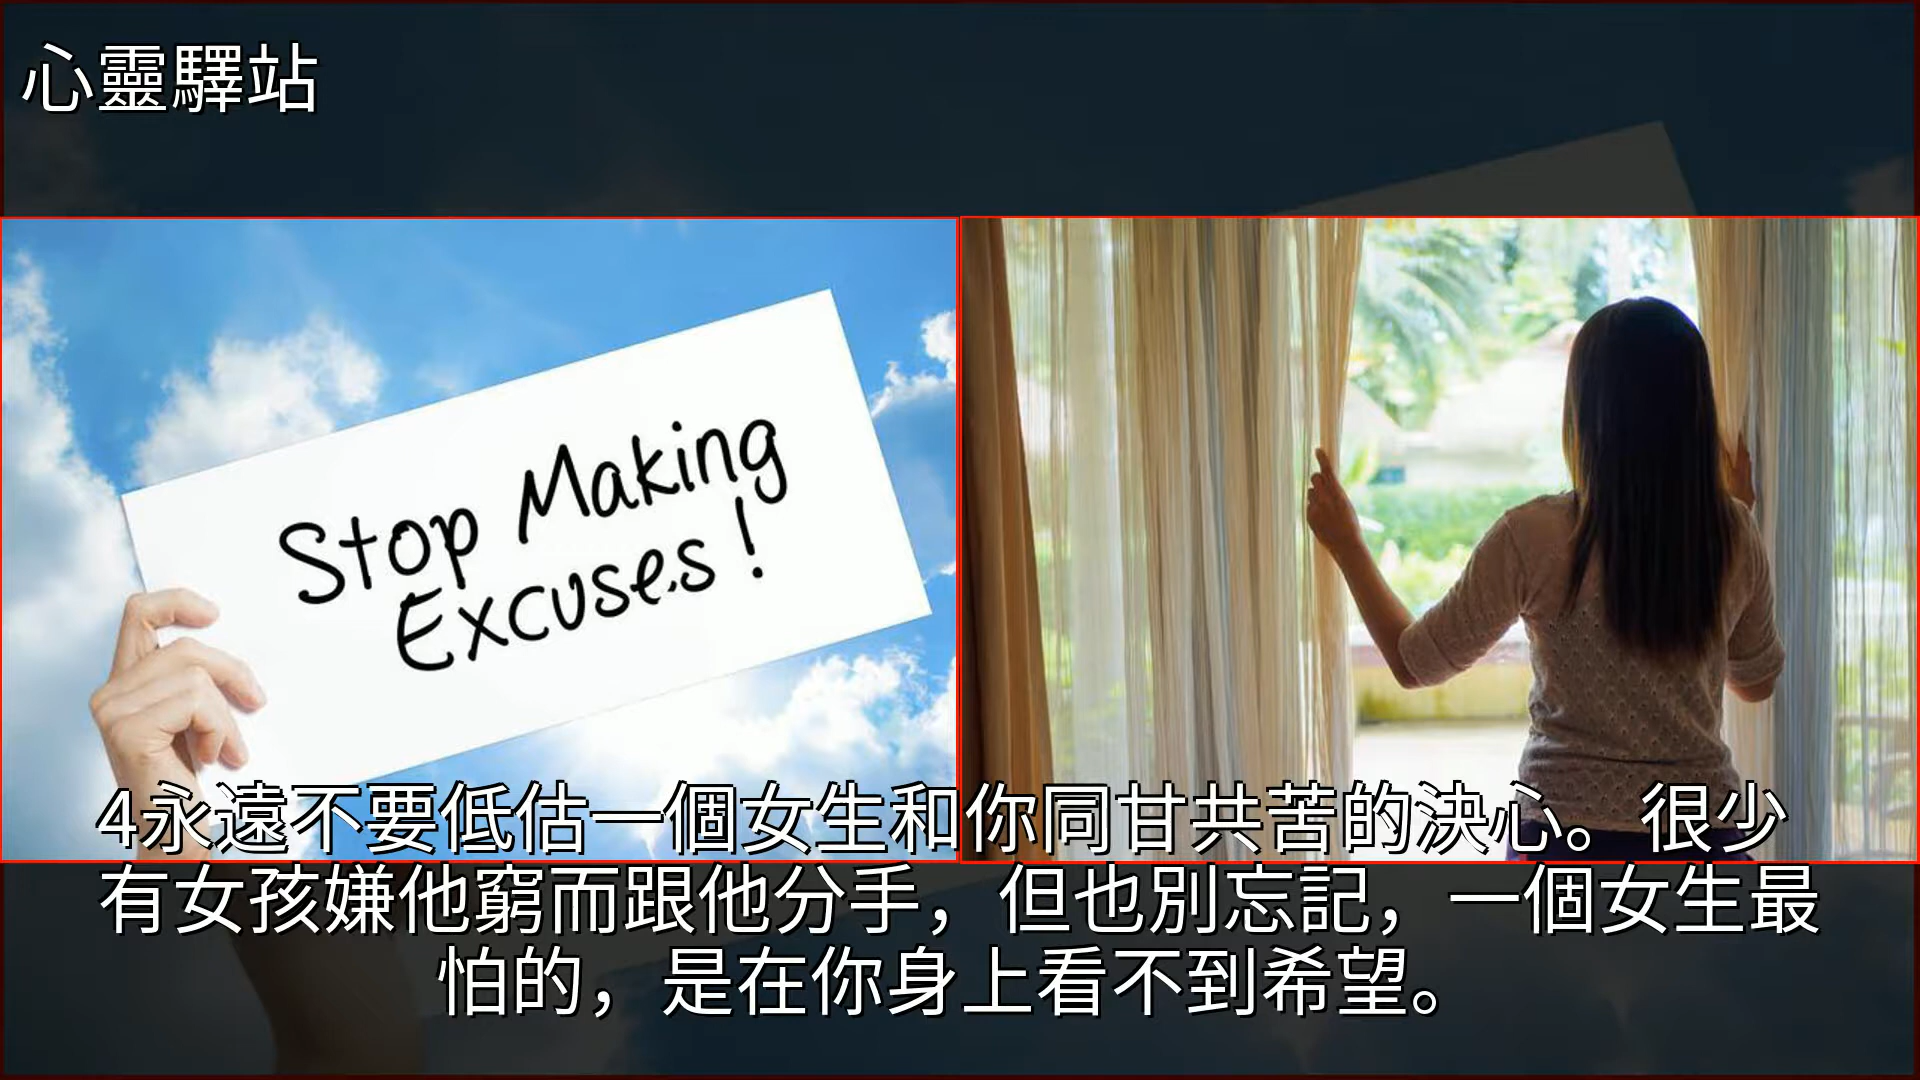 心靈驛站
Stop Making
Excuses!
4永遠不要低估一個女生和你同甘共苦的決心。很少
有女孩嫌他窮而跟他分手，但也別忘記，一個女生最
怕的，是在你身上看不到希望。